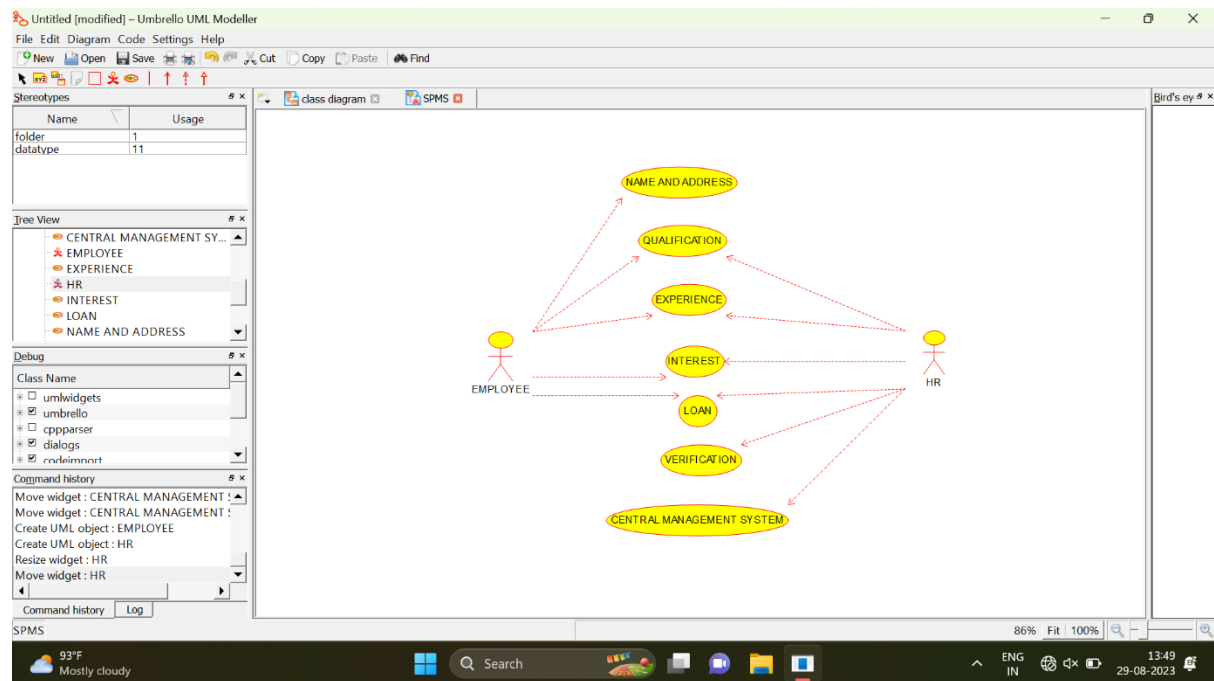 Untitled [modified] – Umbrello UML Modeller
File Edit Diagram Code Settings Help
New Open Save Cut Copy Paste Find
Stereotypes
class diagram SPMS
Bird's ey
Name Usage
folder 1
datatype 11
Tree View
CENTRAL MANAGEMENT SY...
EMPLOYEE
EXPERIENCE
HR
INTEREST
LOAN
NAME AND ADDRESS
Debug
Class Name
umlwidgets
umbrello
cppparser
dialogs
codeimport
Command history
Move widget : CENTRAL MANAGEMENT
Move widget : CENTRAL MANAGEMENT
Create UML object : EMPLOYEE
Create UML object : HR
Resize widget : HR
Move widget : HR
Command history Log
NAME AND ADDRESS
QUALIFICATION
EXPERIENCE
INTEREST
EMPLOYEE
HR
LOAN
VERIFICATION
CENTRAL MANAGEMENT SYSTEM
SPMS
86% Fit 100%
93°F
Mostly cloudy
Search
ENG
IN
13:49
29-08-2023